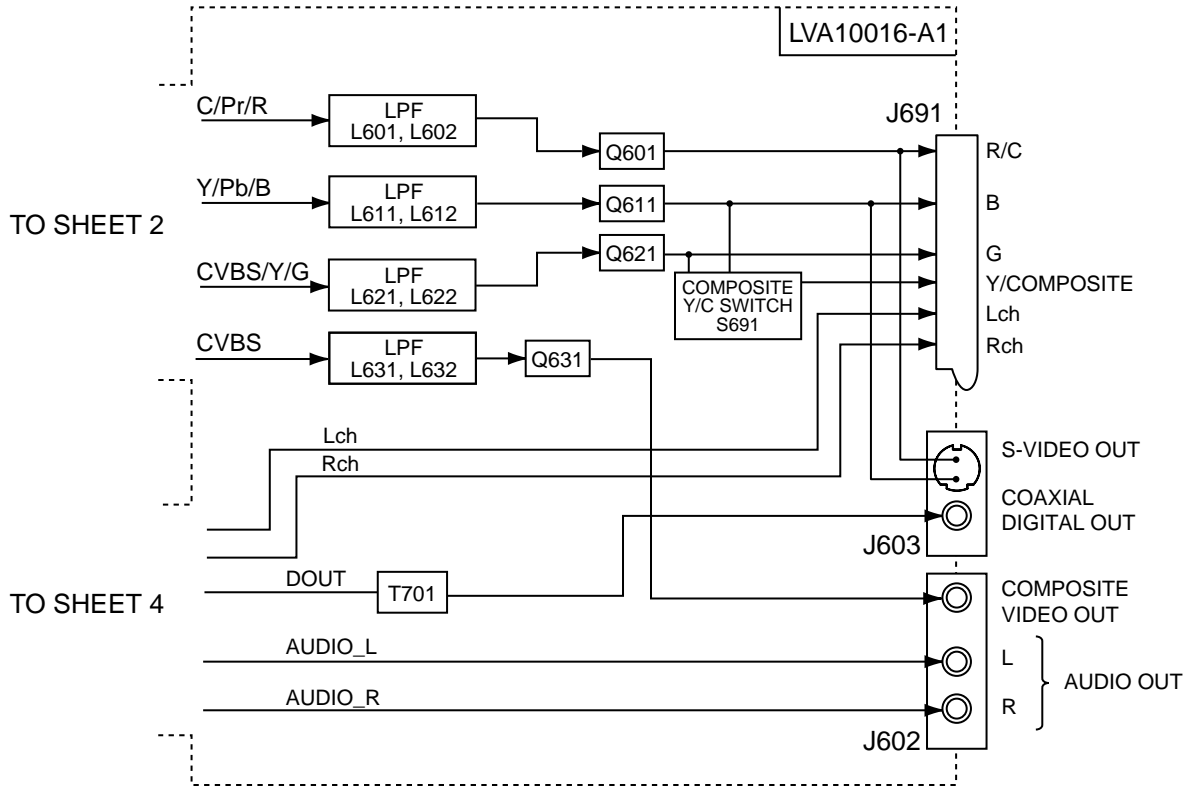 LVA10016-A1
J691
C/Pr/R
LPF
L601, L602
Q601
R/C
Y/Pb/B
LPF
L611, L612
Q611
B
TO SHEET 2
Q621
G
CVBS/Y/G
LPF
L621, L622
COMPOSITE
Y/C SWITCH
S691
Y/COMPOSITE
Lch
CVBS
LPF
L631, L632
Q631
Rch
Lch
Rch
S-VIDEO OUT
COAXIAL
DIGITAL OUT
J603
DOUT
T701
TO SHEET 4
COMPOSITE
VIDEO OUT
AUDIO_L
L
AUDIO OUT
AUDIO_R
R
J602